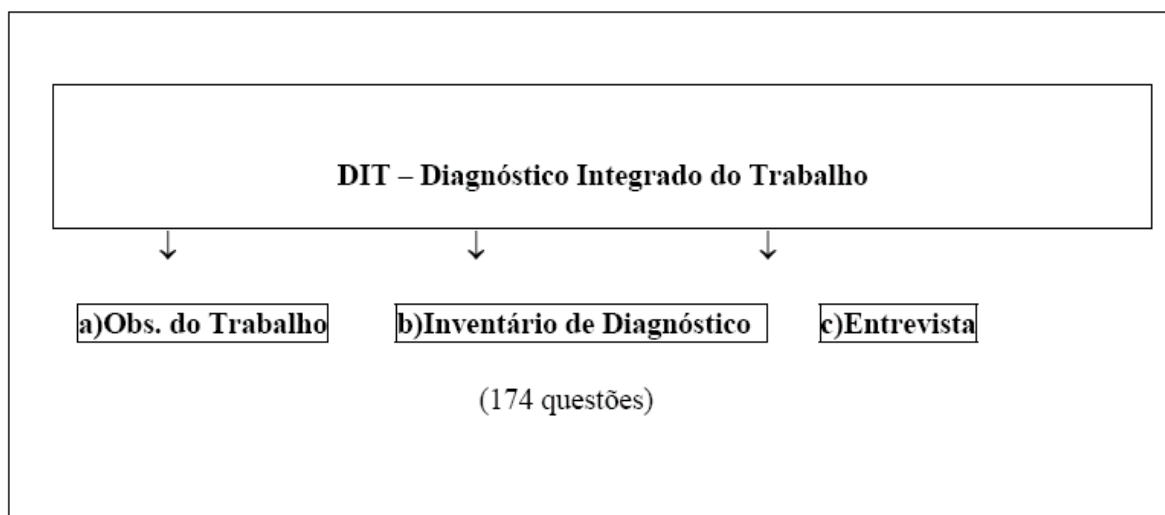 DIT – Diagnóstico Integrado do Trabalho
↓ ↓ ↓
a)Obs. do Trabalho b)Inventário de Diagnóstico c)Entrevista
(174 questões)